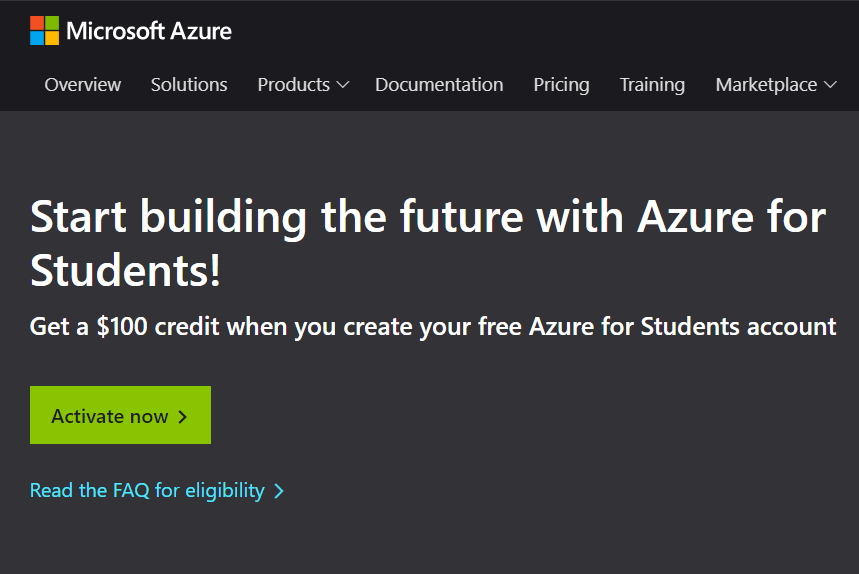 Microsoft Azure
Overview Solutions Products Documentation Pricing Training Marketplace
Start building the future with Azure for
Students!
Get a $100 credit when you create your free Azure for Students account
Activate now
Read the FAQ for eligibility